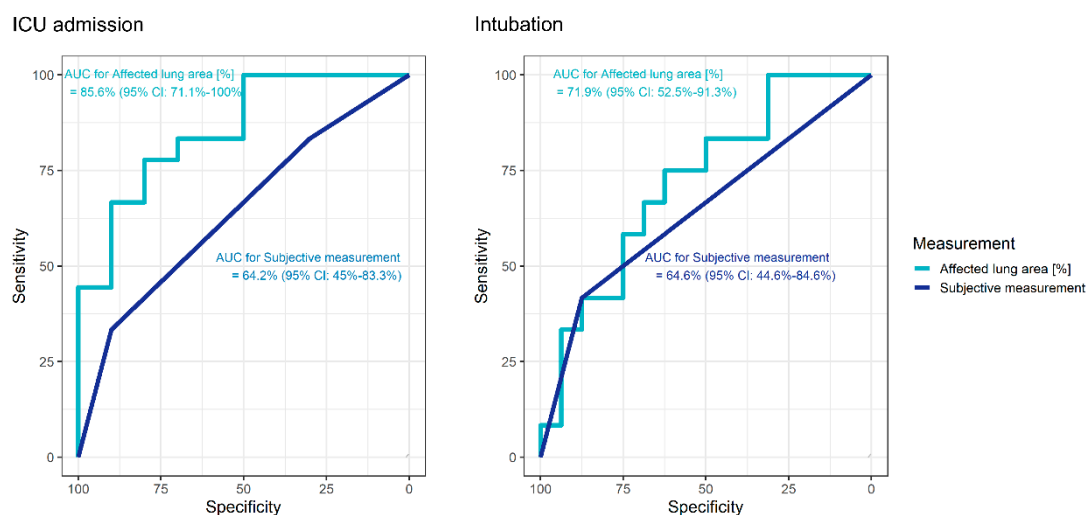 ICU admission
AUC for Affected lung area [%]
= 85.6% (95% CI: 71.1%-100%
AUC for Subjective measurement
= 64.2% (95% CI: 45%-83.3%)
100
75
50
25
0
Sensitivity
100
75
50
25
0
Specificity
Intubation
AUC for Affected lung area [%]
= 71.9% (95% CI: 52.5%-91.3%)
AUC for Subjective measurement
= 64.6% (95% CI: 44.6%-84.6%)
100
75
50
25
0
Sensitivity
100
75
50
25
0
Specificity
Measurement
Affected lung area [%]
Subjective measurement